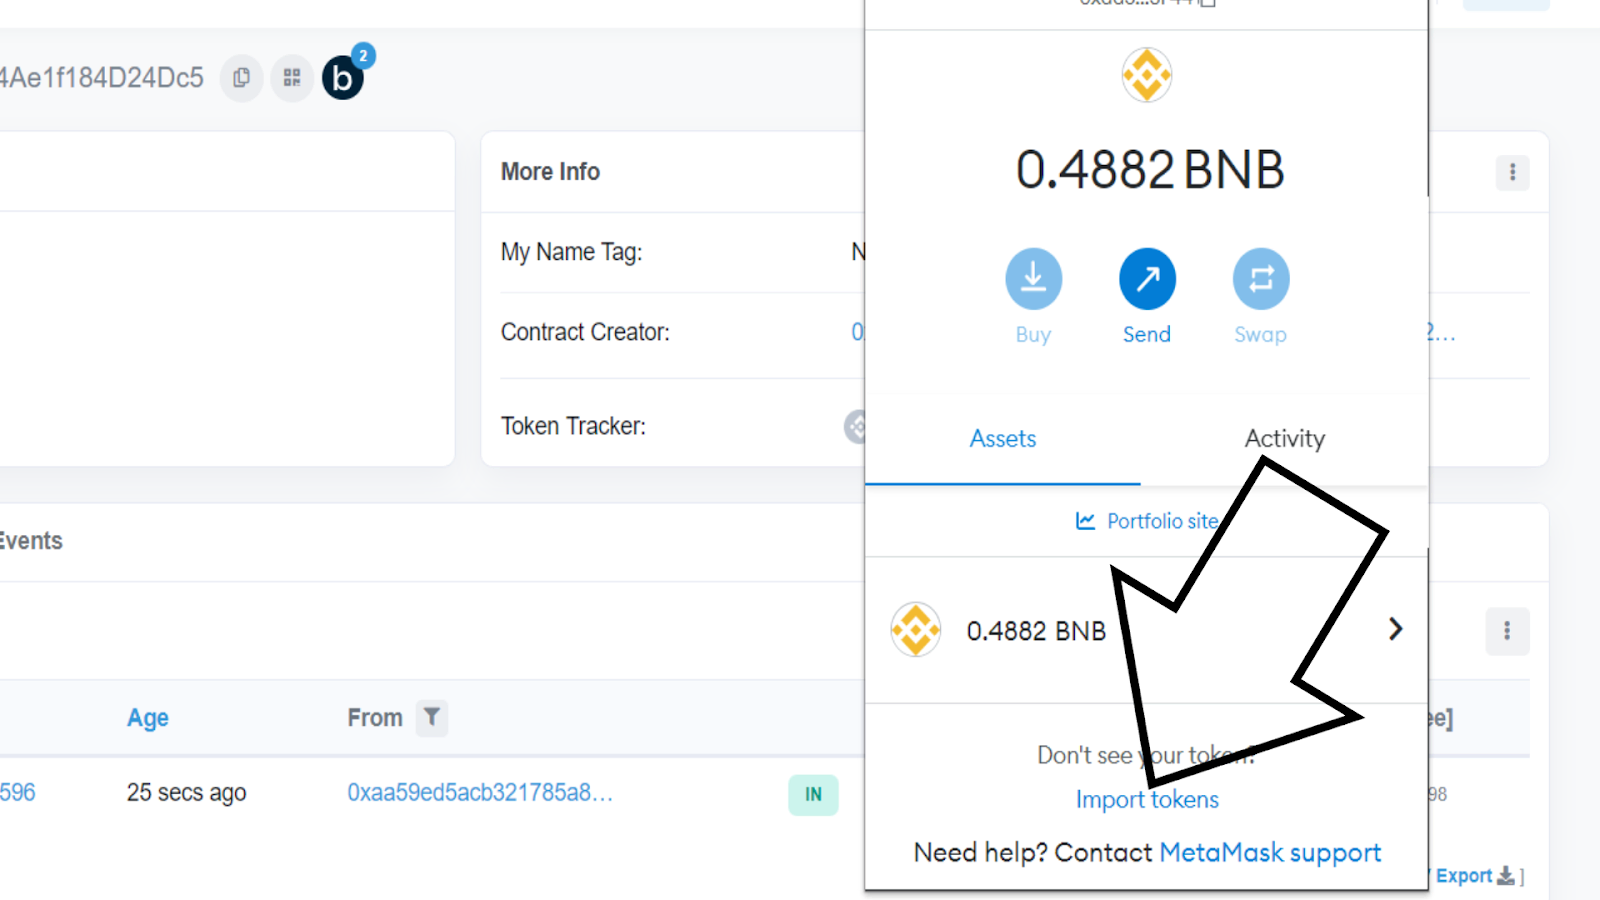 4Ae1f184D24Dc5
b
2
More Info
My Name Tag:
N
Contract Creator:
0
2...
Token Tracker:
Events
Age
From
ee]
596
25 secs ago
0xaa59ed5acb321785a8...
IN
98
Export ]
0.4882 BNB
Buy
Send
Swap
Assets
Activity
Portfolio site
0.4882 BNB
Don't see your token?
Import tokens
Need help? Contact MetaMask support